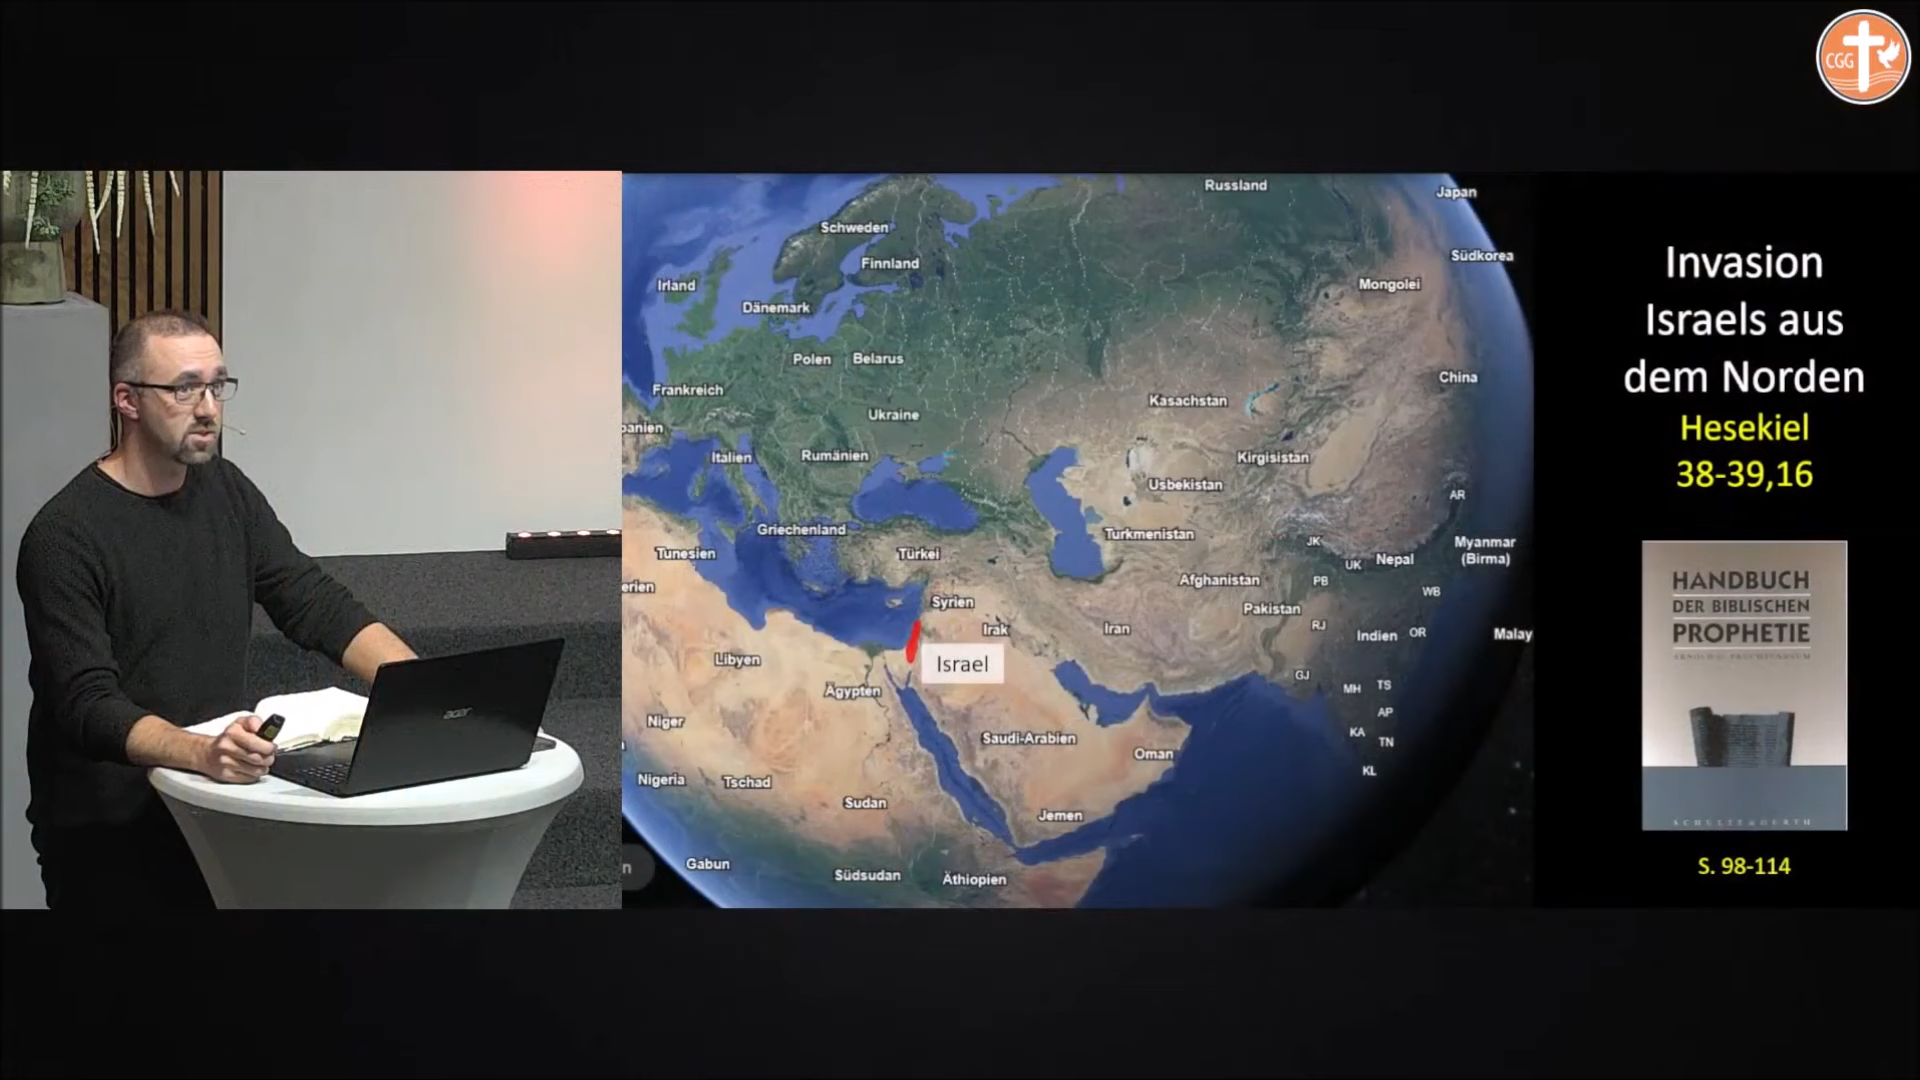 CGG
acer
Russland
Japan
Schweden
Südkorea
Finnland
Irland
Mongolei
Dänemark
Polen
Belarus
China
Frankreich
Kasachstan
Ukraine
panien
Italien
Rumänien
Kirgisistan
Usbekistan
AR
Griechenland
Turkmenistan
JK
Myanmar
(Birma)
Tunesien
Türkei
UK
Nepal
erien
Afghanistan
PB
WB
Syrien
Pakistan
Irak
Iran
RJ
Indien
OR
Malay
Libyen
Israel
GJ
Ägypten
MH
TS
Niger
AP
Saudi-Arabien
KA
TN
Oman
Nigeria
Tschad
KL
Sudan
Jemen
n
Gabun
Südsudan
Äthiopien
Invasion
Israels aus
dem Norden
Hesekiel
38-39,16
HANDBUCH
DER BIBLISCHEN
PROPHETIE
ARNOLD G. FRUCHTENBAUM
SCHULTE & GERTH
S. 98-114